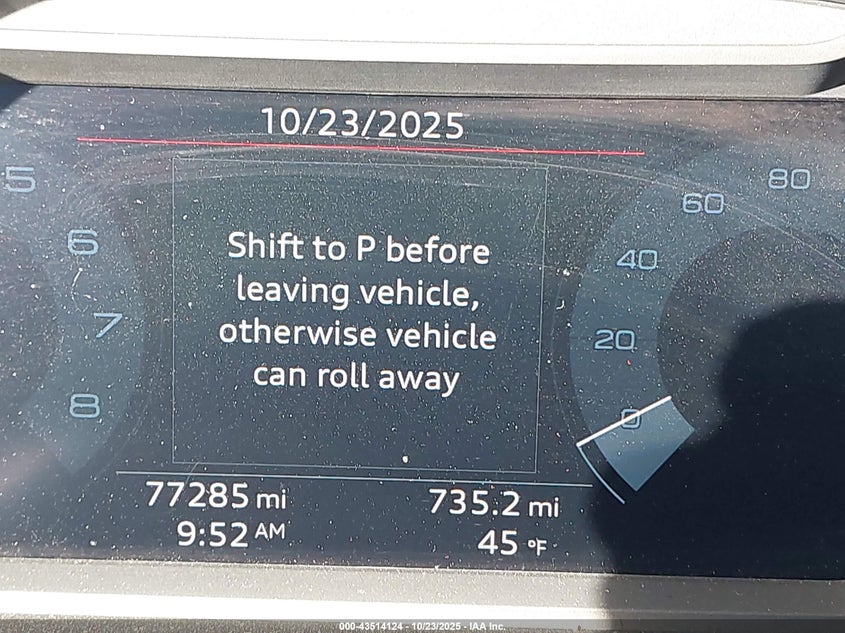 10/23/2025
5
6
7
8
80
60
40
20
0
Shift to P before
leaving vehicle,
otherwise vehicle
can roll away
77285 mi
735.2 mi
9:52 AM
45 °F
000-43514124 - 10/23/2025 - IAA Inc.